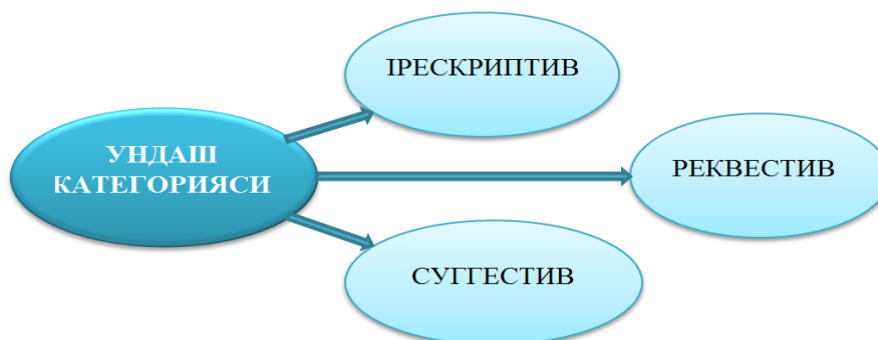 IРЕСКРИПТИВ
УНДАШ
КАТЕГОРИЯСИ
РЕКВЕСТИВ
СУГГЕСТИВ